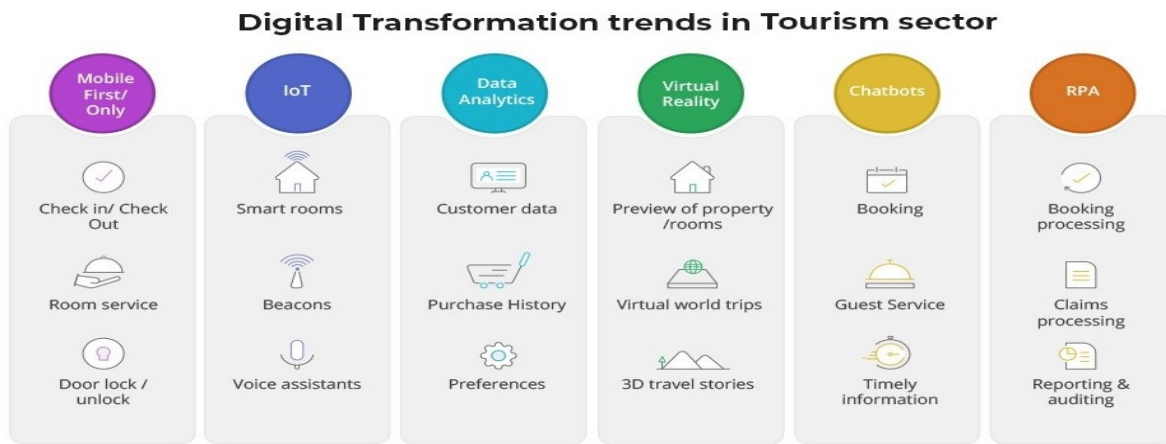 Digital Transformation trends in Tourism sector
Mobile
First/
Only
Check in/ Check
Out
Room service
Door lock /
unlock
IoT
Smart rooms
Beacons
Voice assistants
Data
Analytics
Customer data
Purchase History
Preferences
Virtual
Reality
Preview of property
/rooms
Virtual world trips
3D travel stories
Chatbots
Booking
Guest Service
Timely
information
RPA
Booking
processing
Claims
processing
Reporting &
auditing